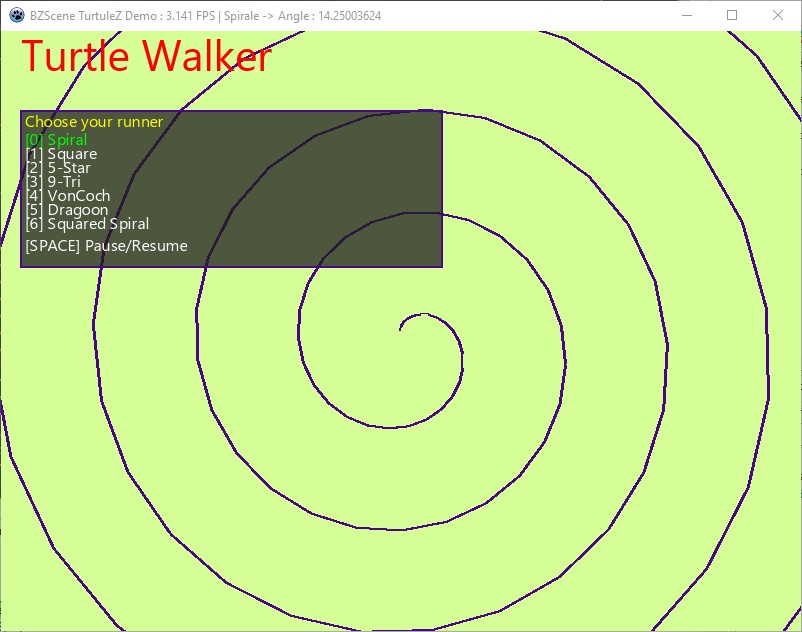 BZScene TurtuleZ Demo : 3.141 FPS | Spirale -> Angle : 14.25003624
Turtle Walker
Choose your runner
[0] Spiral
[1] Square
[2] 5-Star
[3] 9-Tri
[4] VonCoch
[5] Dragoon
[6] Squared Spiral
[SPACE] Pause/Resume